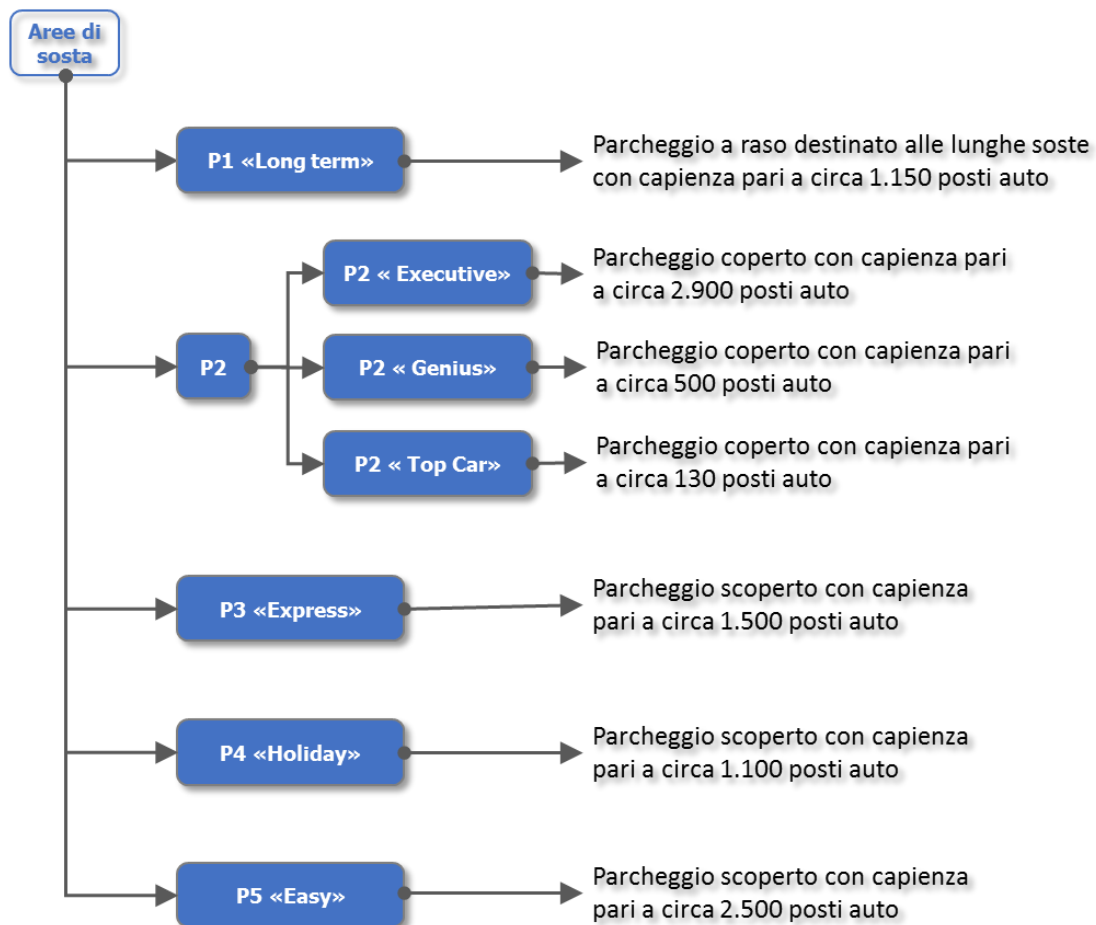 Aree di
sosta
P1 «Long term»
Parcheggio a raso destinato alle lunghe soste
con capienza pari a circa 1.150 posti auto
P2
P2 « Executive»
Parcheggio coperto con capienza pari
a circa 2.900 posti auto
P2 « Genius»
Parcheggio coperto con capienza pari
a circa 500 posti auto
P2 « Top Car»
Parcheggio coperto con capienza pari
a circa 130 posti auto
P3 «Express»
Parcheggio scoperto con capienza
pari a circa 1.500 posti auto
P4 «Holiday»
Parcheggio scoperto con capienza
pari a circa 1.100 posti auto
P5 «Easy»
Parcheggio scoperto con capienza
pari a circa 2.500 posti auto